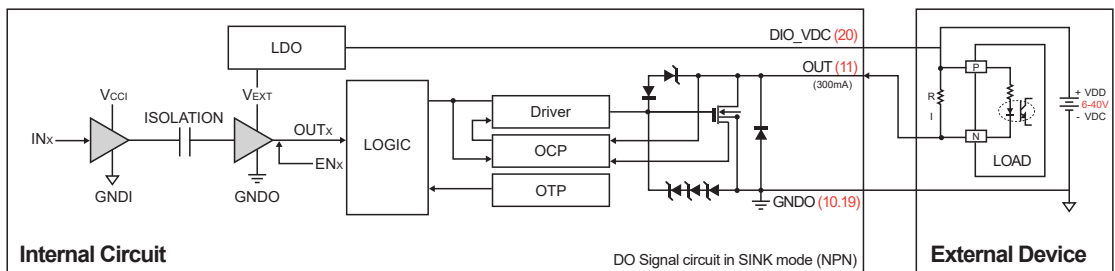 DIO_VDC (20)
LDO
OUT (11)
(300mA)
P
VCCI
VEXT
ISOLATION
Driver
R
+ VDD
6-40V
- VDC
INX
OUTX
I
LOGIC
OCP
N
ENX
LOAD
GNDI
GNDO
OTP
GNDO (10.19)
Internal Circuit
DO Signal circuit in SINK mode (NPN)
External Device